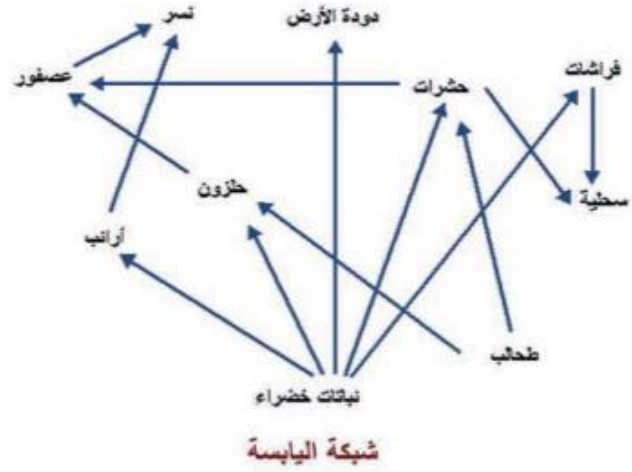 نسر
دودة الأرض
عصفور
حشرات
فراشات
حلزون
سحلية
أرانب
طحالب
نباتات خضراء
شبكة اليابسة